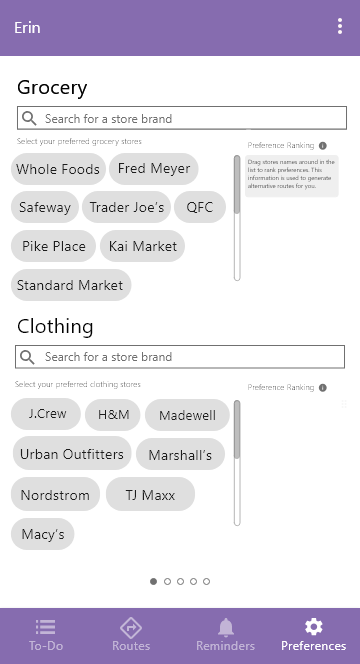 Erin
Grocery
Search for a store brand
Select your preferred grocery stores
Preference Ranking
Drag stores names around in the
list to rank preferences. This
information is used to generate
alternative routes for you.
Whole Foods Fred Meyer
Safeway Trader Joe's QFC
Pike Place Kai Market
Standard Market
Clothing
Search for a store brand
Select your preferred clothing stores
Preference Ranking
J.Crew H&M Madewell
Urban Outfitters Marshall's
Nordstrom TJ Maxx
Macy's
To-Do Routes Reminders Preferences